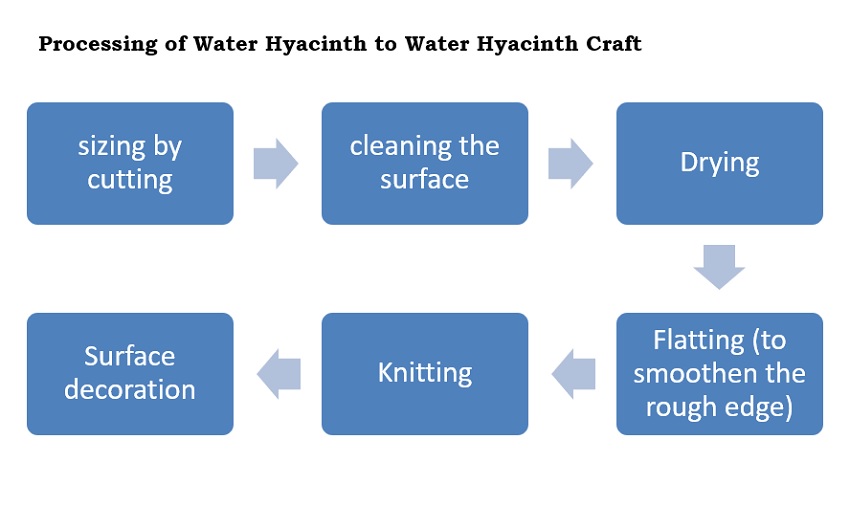 Processing of Water Hyacinth to Water Hyacinth Craft
sizing by
cutting
cleaning the
surface
Drying
Flatting (to
smoothen the
rough edge)
Knitting
Surface
decoration